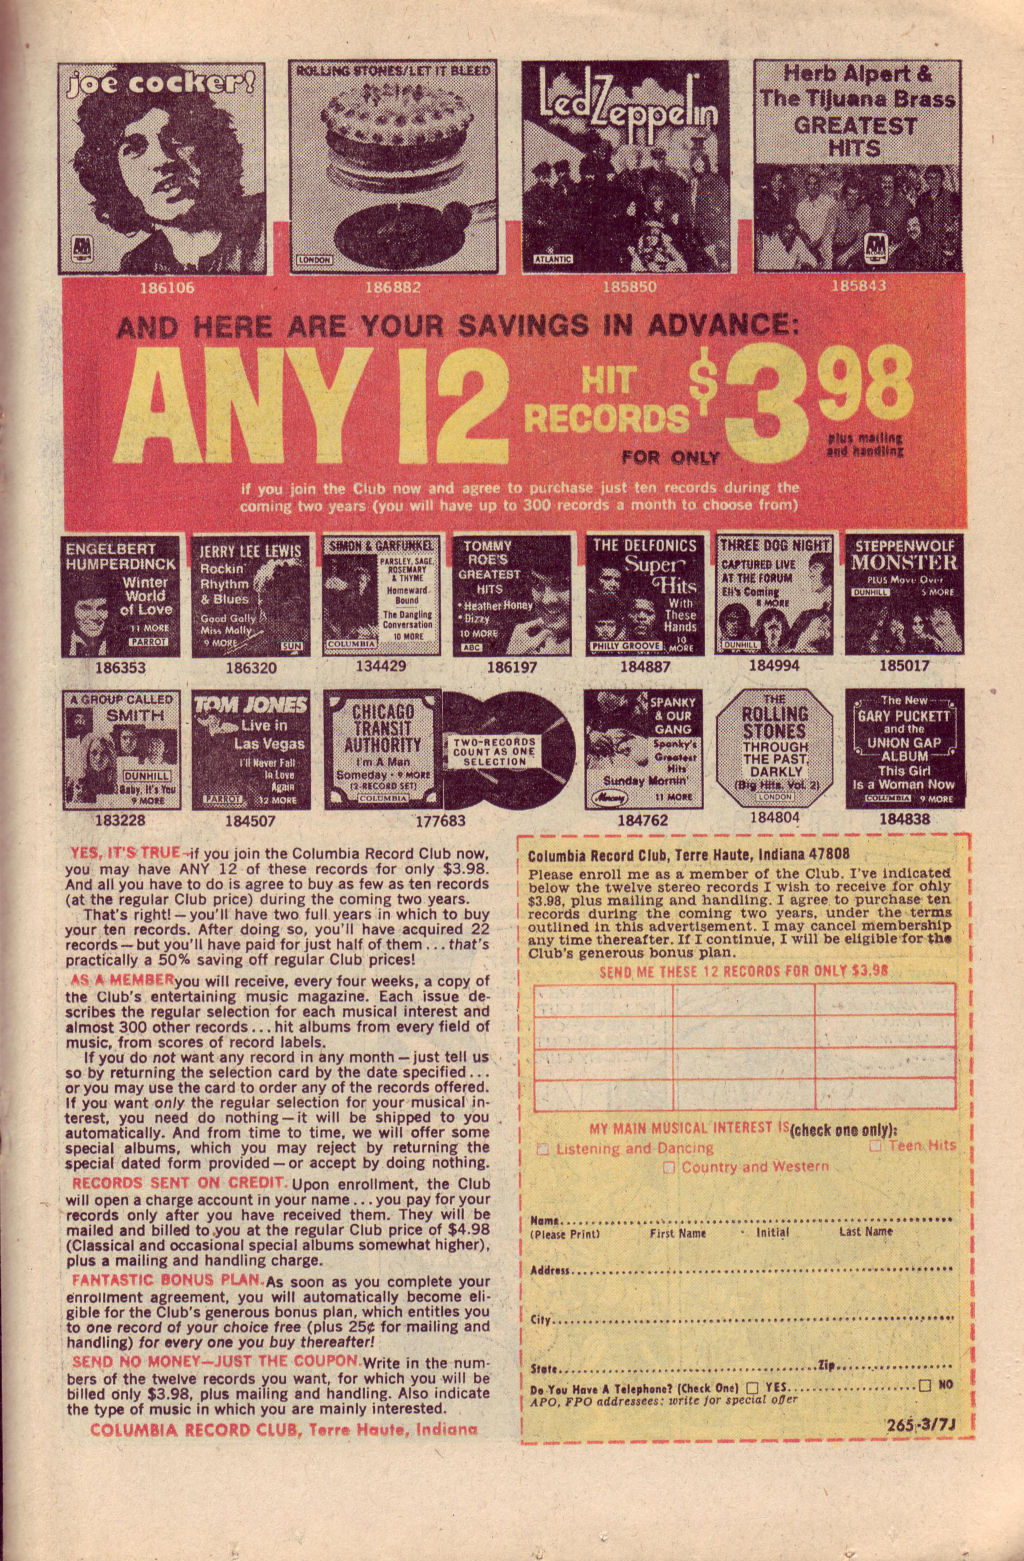 joe cocker!
A&M RECORDS
186106
ROLLING STONES/LET IT BLEED
LONDON
186882
Led Zeppelin
ATLANTIC
185850
Herb Alpert &
The Tijuana Brass
GREATEST
HITS
A&M RECORDS
185843
AND HERE ARE YOUR SAVINGS IN ADVANCE:
ANY 12 HIT RECORDS FOR ONLY $3.98
plus mailing
and handling
if you join the Club now and agree to purchase just ten records during the
coming two years (you will have up to 300 records a month to choose from)
ENGELBERT
HUMPERDINCK
Winter
World
of Love
11 MORE
PARROT
186353
JERRY LEE LEWIS
Rockin'
Rhythm
& Blues
Good Golly
Miss Molly
9 MORE
SUN
186320
SIMON & GARFUNKEL
PARSLEY, SAGE,
ROSEMARY
& THYME
Homeward
Bound
The Dangling
Conversation
10 MORE
COLUMBIA
134429
TOMMY
ROE'S
GREATEST
HITS
• Heather Honey
• Dizzy
10 MORE
ABC
186197
THE DELFONICS
Super
Hits
With
These
Hands
10
MORE
PHILLY GROOVE
184887
THREE DOG NIGHT
CAPTURED LIVE
AT THE FORUM
Eli's Coming
8 MORE
DUNHILL
184994
STEPPENWOLF
MONSTER
PLUS Move Over
DUNHILL
5 MORE
185017
A GROUP CALLED
SMITH
DUNHILL
Baby, It's You
9 MORE
183228
TOM JONES
Live in
Las Vegas
I'll Never Fall
In Love
Again
PARROT
12 MORE
184507
CHICAGO
TRANSIT
AUTHORITY
I'm A Man
Someday • 9 MORE
(2-RECORD SET)
COLUMBIA
TWO-RECORDS
COUNT AS ONE
SELECTION
177683
SPANKY
& OUR
GANG
Spanky's
Greatest
Hits
Sunday Mornin'
Mercury
11 MORE
184762
THE
ROLLING
STONES
THROUGH
THE PAST,
DARKLY
(Big Hits, Vol. 2)
LONDON
184804
The New
GARY PUCKETT
and the
UNION GAP
ALBUM
This Girl
Is a Woman Now
COLUMBIA
9 MORE
184838
YES, IT'S TRUE—if you join the Columbia Record Club now,
you may have ANY 12 of these records for only $3.98.
And all you have to do is agree to buy as few as ten records
(at the regular Club price) during the coming two years.
That's right! — you'll have two full years in which to buy
your ten records. After doing so, you'll have acquired 22
records — but you'll have paid for just half of them . . . that's
practically a 50% saving off regular Club prices!
AS A MEMBER you will receive, every four weeks, a copy of
the Club's entertaining music magazine. Each issue de-
scribes the regular selection for each musical interest and
almost 300 other records . . . hit albums from every field of
music, from scores of record labels.
If you do not want any record in any month — just tell us
so by returning the selection card by the date specified . . .
or you may use the card to order any of the records offered.
If you want only the regular selection for your musical in-
terest, you need do nothing — it will be shipped to you
automatically. And from time to time, we will offer some
special albums, which you may reject by returning the
special dated form provided — or accept by doing nothing.
RECORDS SENT ON CREDIT. Upon enrollment, the Club
will open a charge account in your name . . . you pay for your
records only after you have received them. They will be
mailed and billed to you at the regular Club price of $4.98
(Classical and occasional special albums somewhat higher),
plus a mailing and handling charge.
FANTASTIC BONUS PLAN. As soon as you complete your
enrollment agreement, you will automatically become eli-
gible for the Club's generous bonus plan, which entitles you
to one record of your choice free (plus 25¢ for mailing and
handling) for every one you buy thereafter!
SEND NO MONEY—JUST THE COUPON. Write in the num-
bers of the twelve records you want, for which you will be
billed only $3.98, plus mailing and handling. Also indicate
the type of music in which you are mainly interested.
COLUMBIA RECORD CLUB, Terre Haute, Indiana
Columbia Record Club, Terre Haute, Indiana 47808
Please enroll me as a member of the Club. I've indicated
below the twelve stereo records I wish to receive for only
$3.98, plus mailing and handling. I agree to purchase ten
records during the coming two years, under the terms
outlined in this advertisement. I may cancel membership
any time thereafter. If I continue, I will be eligible for the
Club's generous bonus plan.
SEND ME THESE 12 RECORDS FOR ONLY $3.98
MY MAIN MUSICAL INTEREST IS (check one only):
Listening and Dancing Teen Hits
Country and Western
Name
(Please Print) First Name Initial Last Name
Address
City
State Zip
Do You Have A Telephone? (Check One) YES NO
APO, FPO addressees: write for special offer
265-3/7J